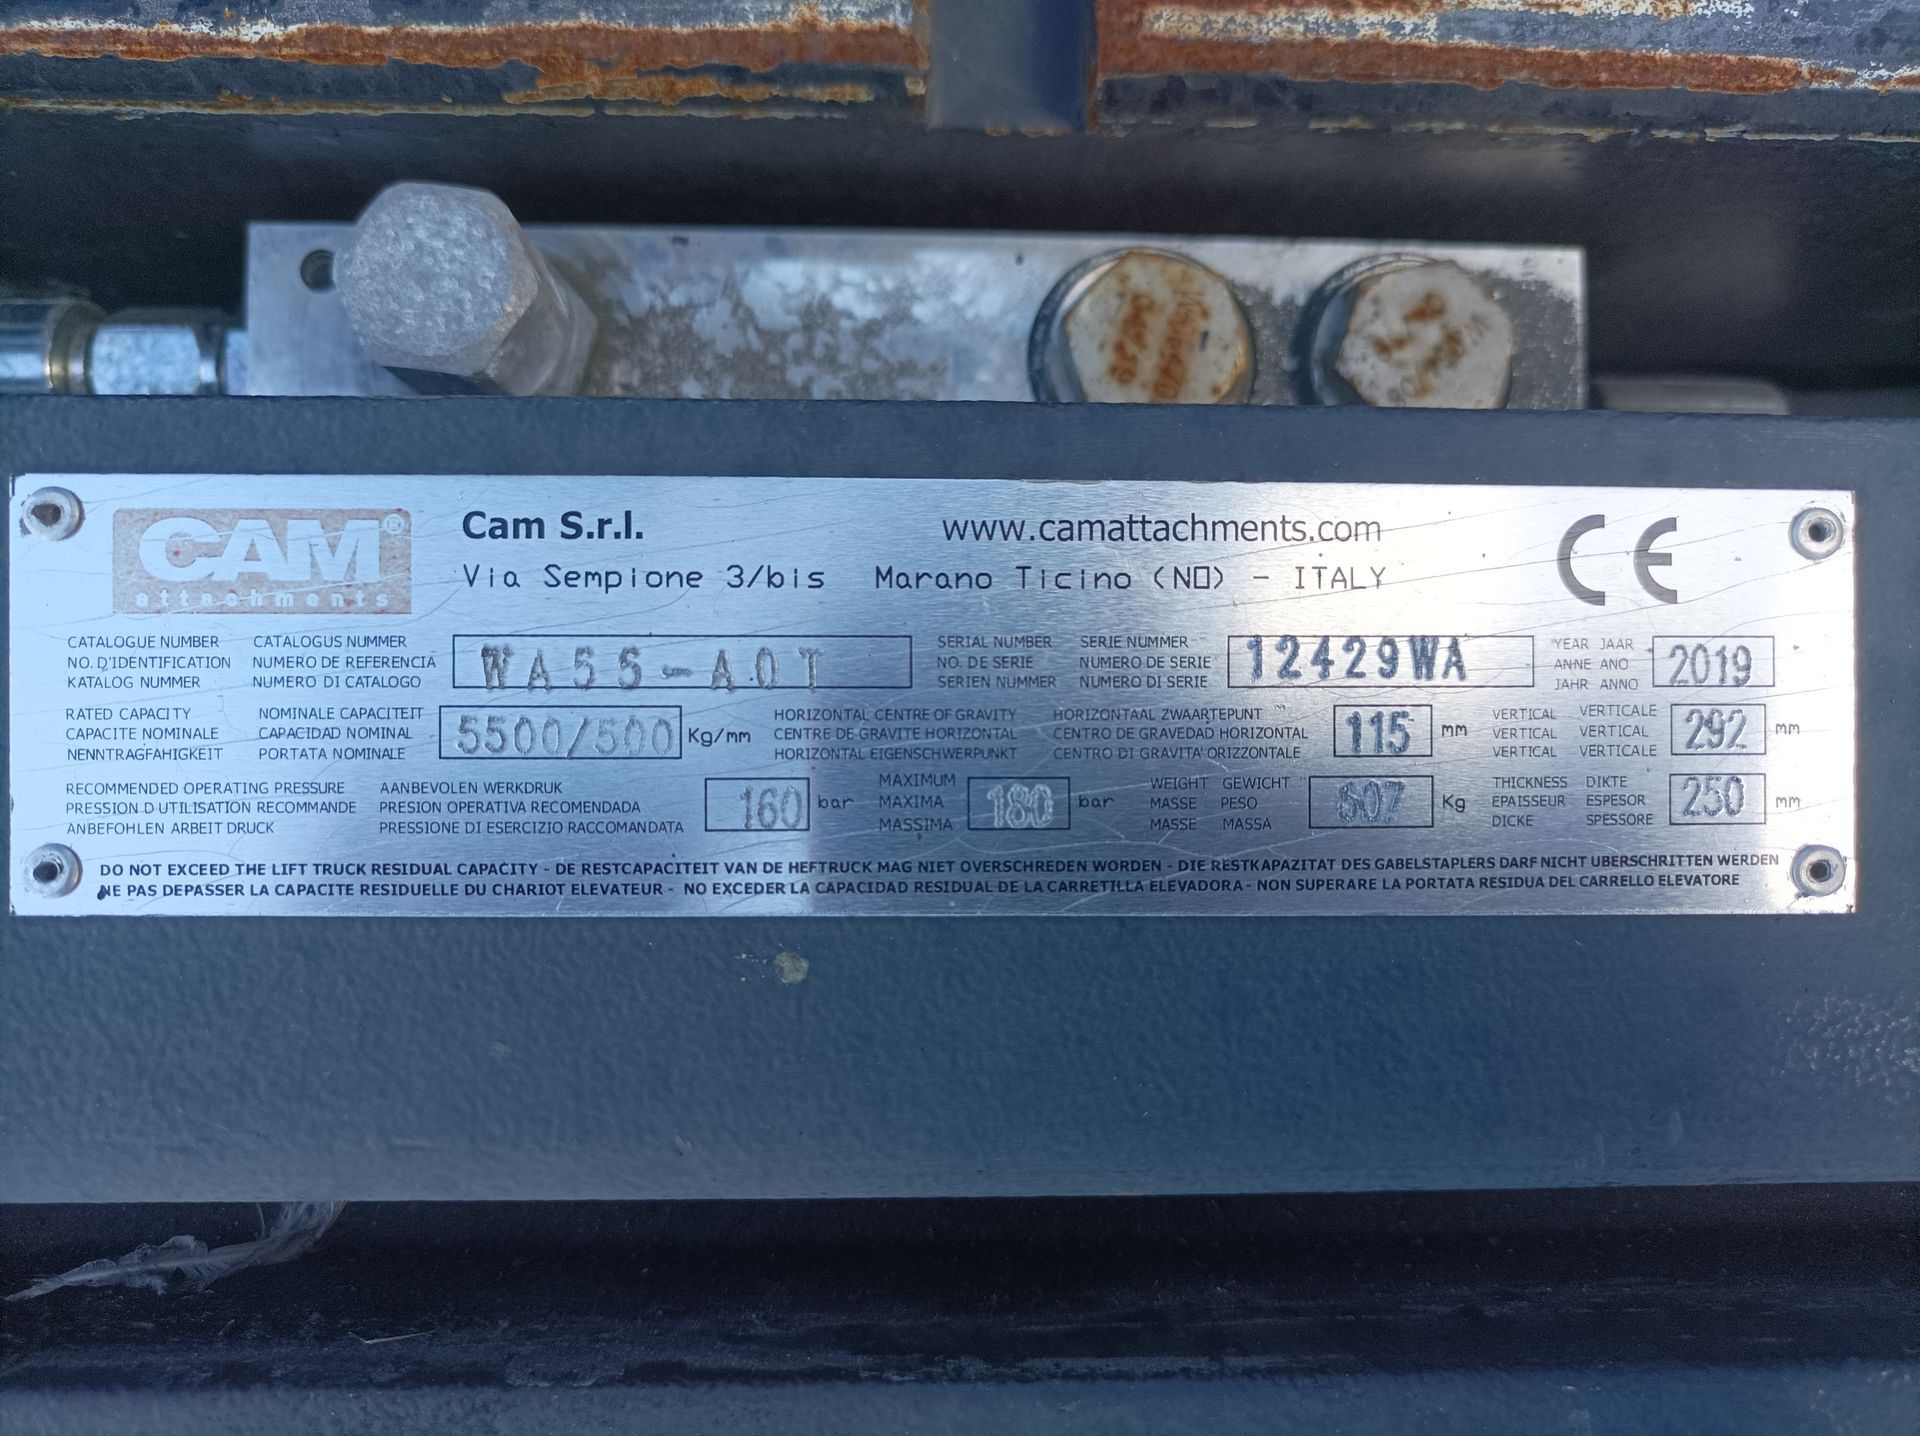 CAM®
attachments
Cam S.r.l.
www.camattachments.com
Via Sempione 3/bis Marano Ticino (NO) - ITALY
CE
CATALOGUE NUMBER CATALOGUS NUMMER
NO. D'IDENTIFICATION NUMERO DE REFERENCIA
KATALOG NUMMER NUMERO DI CATALOGO
WA55-A0T
SERIAL NUMBER SERIE NUMMER
NO. DE SERIE NUMERO DE SERIE
SERIEN NUMMER NUMERO DI SERIE
12429WA
YEAR JAAR
ANNE ANO
JAHR ANNO
2019
RATED CAPACITY NOMINALE CAPACITEIT
CAPACITE NOMINALE CAPACIDAD NOMINAL
NENNTRAGFAHIGKEIT PORTATA NOMINALE
5500/500 Kg/mm
HORIZONTAL CENTRE OF GRAVITY HORIZONTAAL ZWAARTEPUNT
CENTRE DE GRAVITE HORIZONTAL CENTRO DE GRAVEDAD HORIZONTAL
HORIZONTAL EIGENSCHWERPUNKT CENTRO DI GRAVITA' ORIZZONTALE
115 mm
VERTICAL VERTICALE
VERTICAL VERTICAL
VERTICAL VERTICALE
292 mm
RECOMMENDED OPERATING PRESSURE AANBEVOLEN WERKDRUK
PRESSION D UTILISATION RECOMMANDE PRESION OPERATIVA RECOMENDADA
ANBEFOHLEN ARBEIT DRUCK PRESSIONE DI ESERCIZIO RACCOMANDATA
160 bar
MAXIMUM
MAXIMA
MASSIMA
180 bar
WEIGHT GEWICHT
MASSE PESO
MASSE MASSA
Kg
THICKNESS DIKTE
EPAISSEUR ESPESOR
DICKE SPESSORE
250 mm
DO NOT EXCEED THE LIFT TRUCK RESIDUAL CAPACITY - DE RESTCAPACITEIT VAN DE HEFTRUCK MAG NIET OVERSCHREDEN WORDEN - DIE RESTKAPAZITAT DES GABELSTAPLERS DARF NICHT UBERSCHRITTEN WERDEN
NE PAS DEPASSER LA CAPACITE RESIDUELLE DU CHARIOT ELEVATEUR - NO EXCEDER LA CAPACIDAD RESIDUAL DE LA CARRETILLA ELEVADORA - NON SUPERARE LA PORTATA RESIDUA DEL CARRELLO ELEVATORE